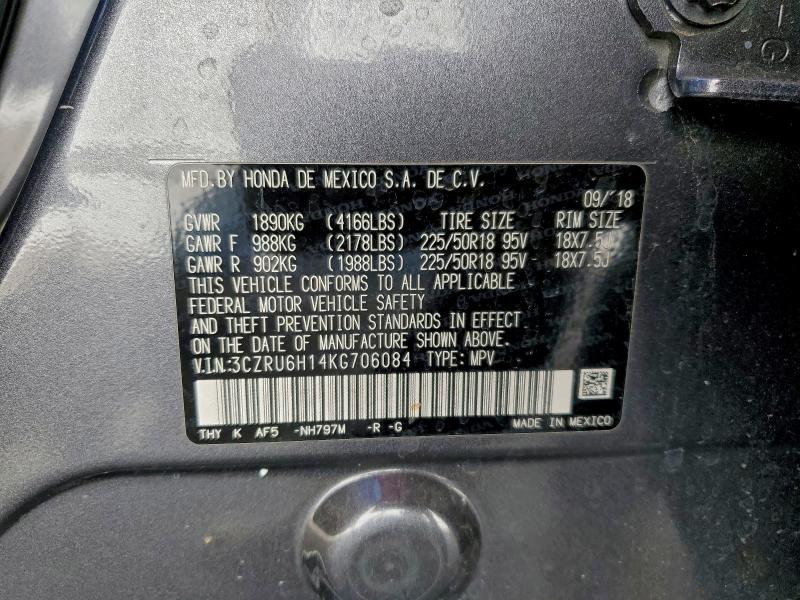 MFD.BY HONDA DE MEXICO S.A. DE C.V.
09/'18
GVWR 1890KG (4166LBS) TIRE SIZE RIM SIZE
GAWR F 988KG (2178LBS) 225/50R18 95V 18X7.5J
GAWR R 902KG (1988LBS) 225/50R18 95V 18X7.5J
THIS VEHICLE CONFORMS TO ALL APPLICABLE
FEDERAL MOTOR VEHICLE SAFETY
AND THEFT PREVENTION STANDARDS IN EFFECT
ON THE DATE OF MANUFACTURE SHOWN ABOVE.
V.I.N:3CZRU6H14KG706084 TYPE: MPV
THY K AF5 -NH797M -R -G MADE IN MEXICO